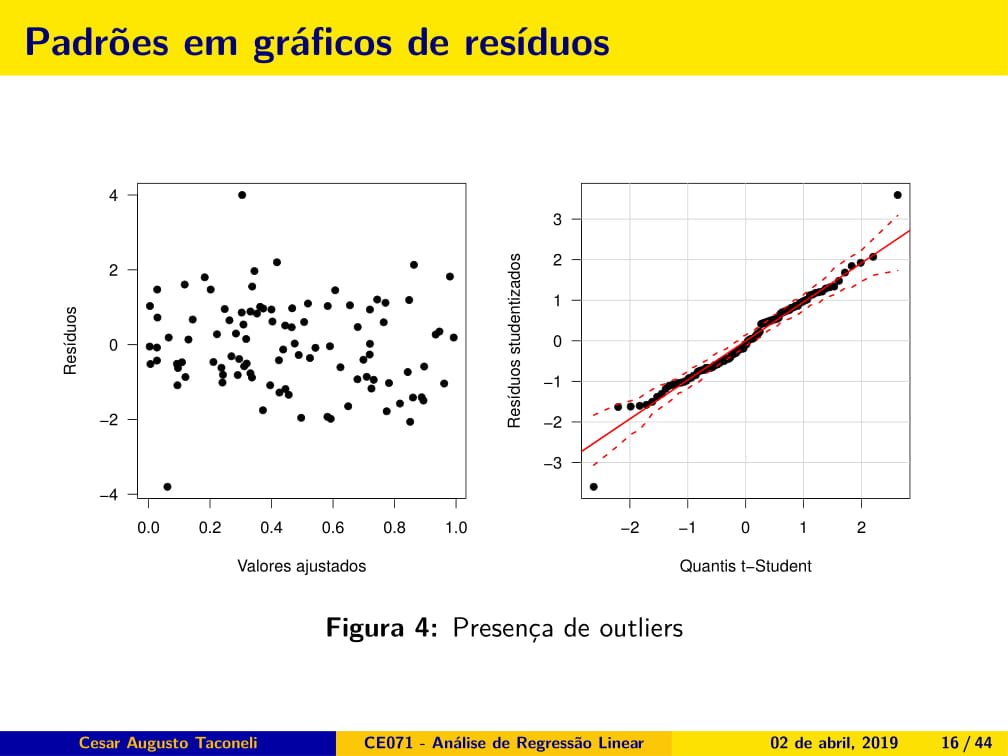 Padrões em gráficos de resíduos
4
2
0
−2
−4
Resíduos
0.0 0.2 0.4 0.6 0.8 1.0
Valores ajustados
3
2
1
0
−1
−2
−3
Resíduos studentizados
−2 −1 0 1 2
Quantis t−Student
Figura 4: Presença de outliers
Cesar Augusto Taconeli CE071 - Análise de Regressão Linear 02 de abril, 2019 16 / 44